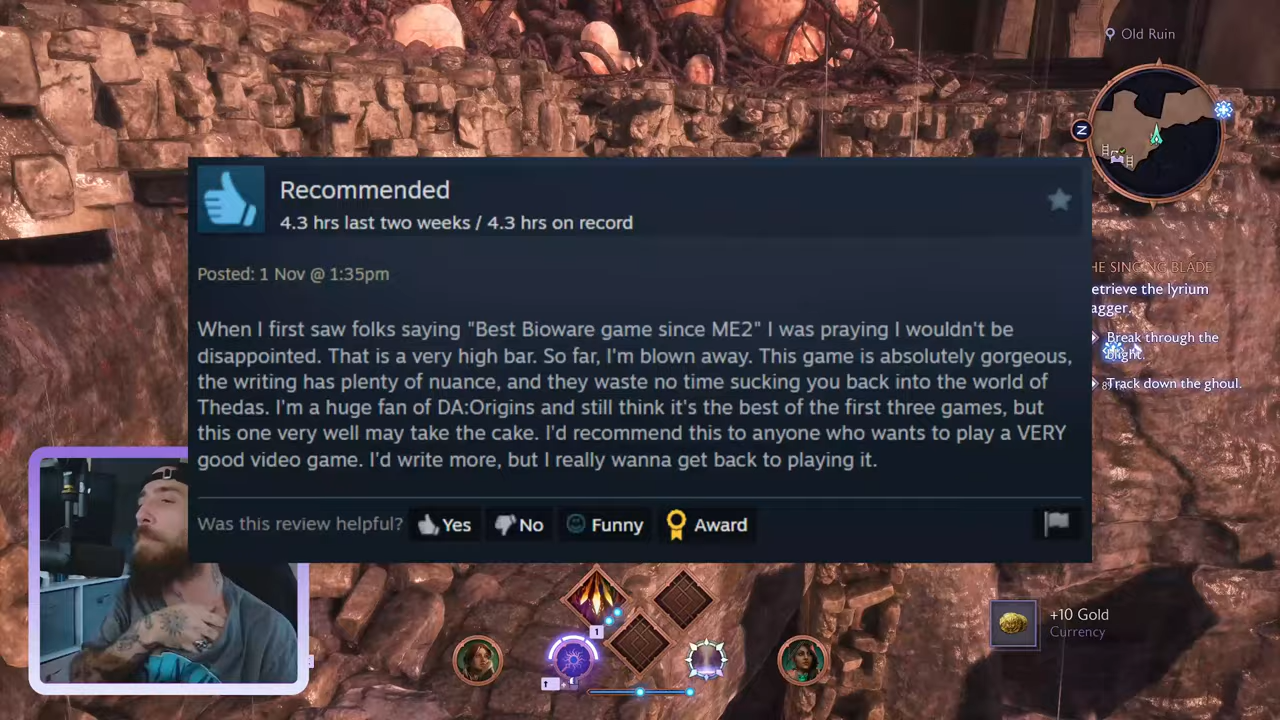 Old Ruin
Recommended
4.3 hrs last two weeks / 4.3 hrs on record
Posted: 1 Nov @ 1:35pm
When I first saw folks saying "Best Bioware game since ME2" I was praying I wouldn't be
disappointed. That is a very high bar. So far, I'm blown away. This game is absolutely gorgeous,
the writing has plenty of nuance, and they waste no time sucking you back into the world of
Thedas. I'm a huge fan of DA:Origins and still think it's the best of the first three games, but
this one very well may take the cake. I'd recommend this to anyone who wants to play a VERY
good video game. I'd write more, but I really wanna get back to playing it.
Was this review helpful? Yes No Funny Award
HE SINGING BLADE
etrieve the lyrium
agger.
Break through the
Blight.
Track down the ghoul.
+10 Gold
Currency
1